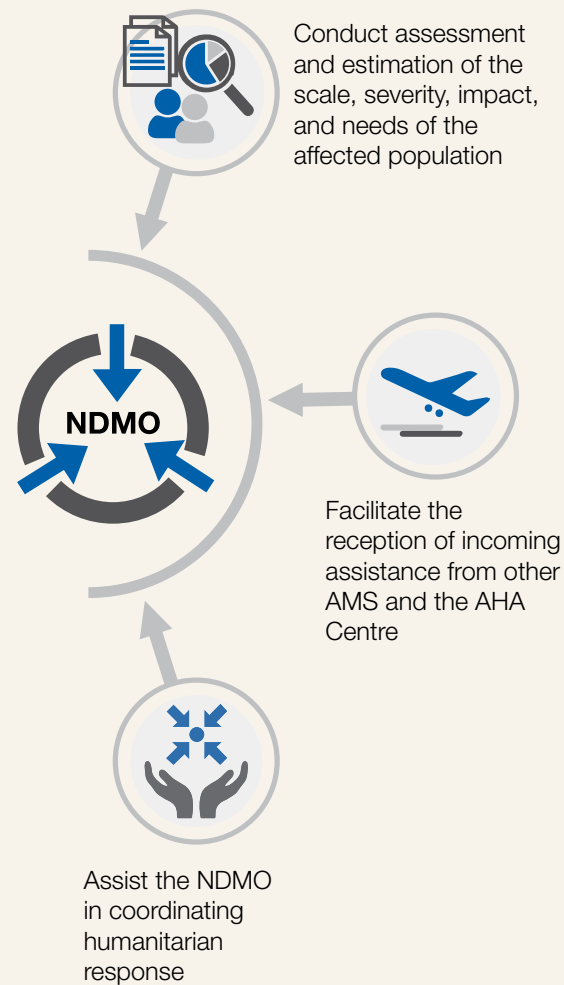 Conduct assessment
and estimation of the
scale, severity, impact,
and needs of the
affected population
NDMO
Facilitate the
reception of incoming
assistance from other
AMS and the AHA
Centre
Assist the NDMO
in coordinating
humanitarian
response